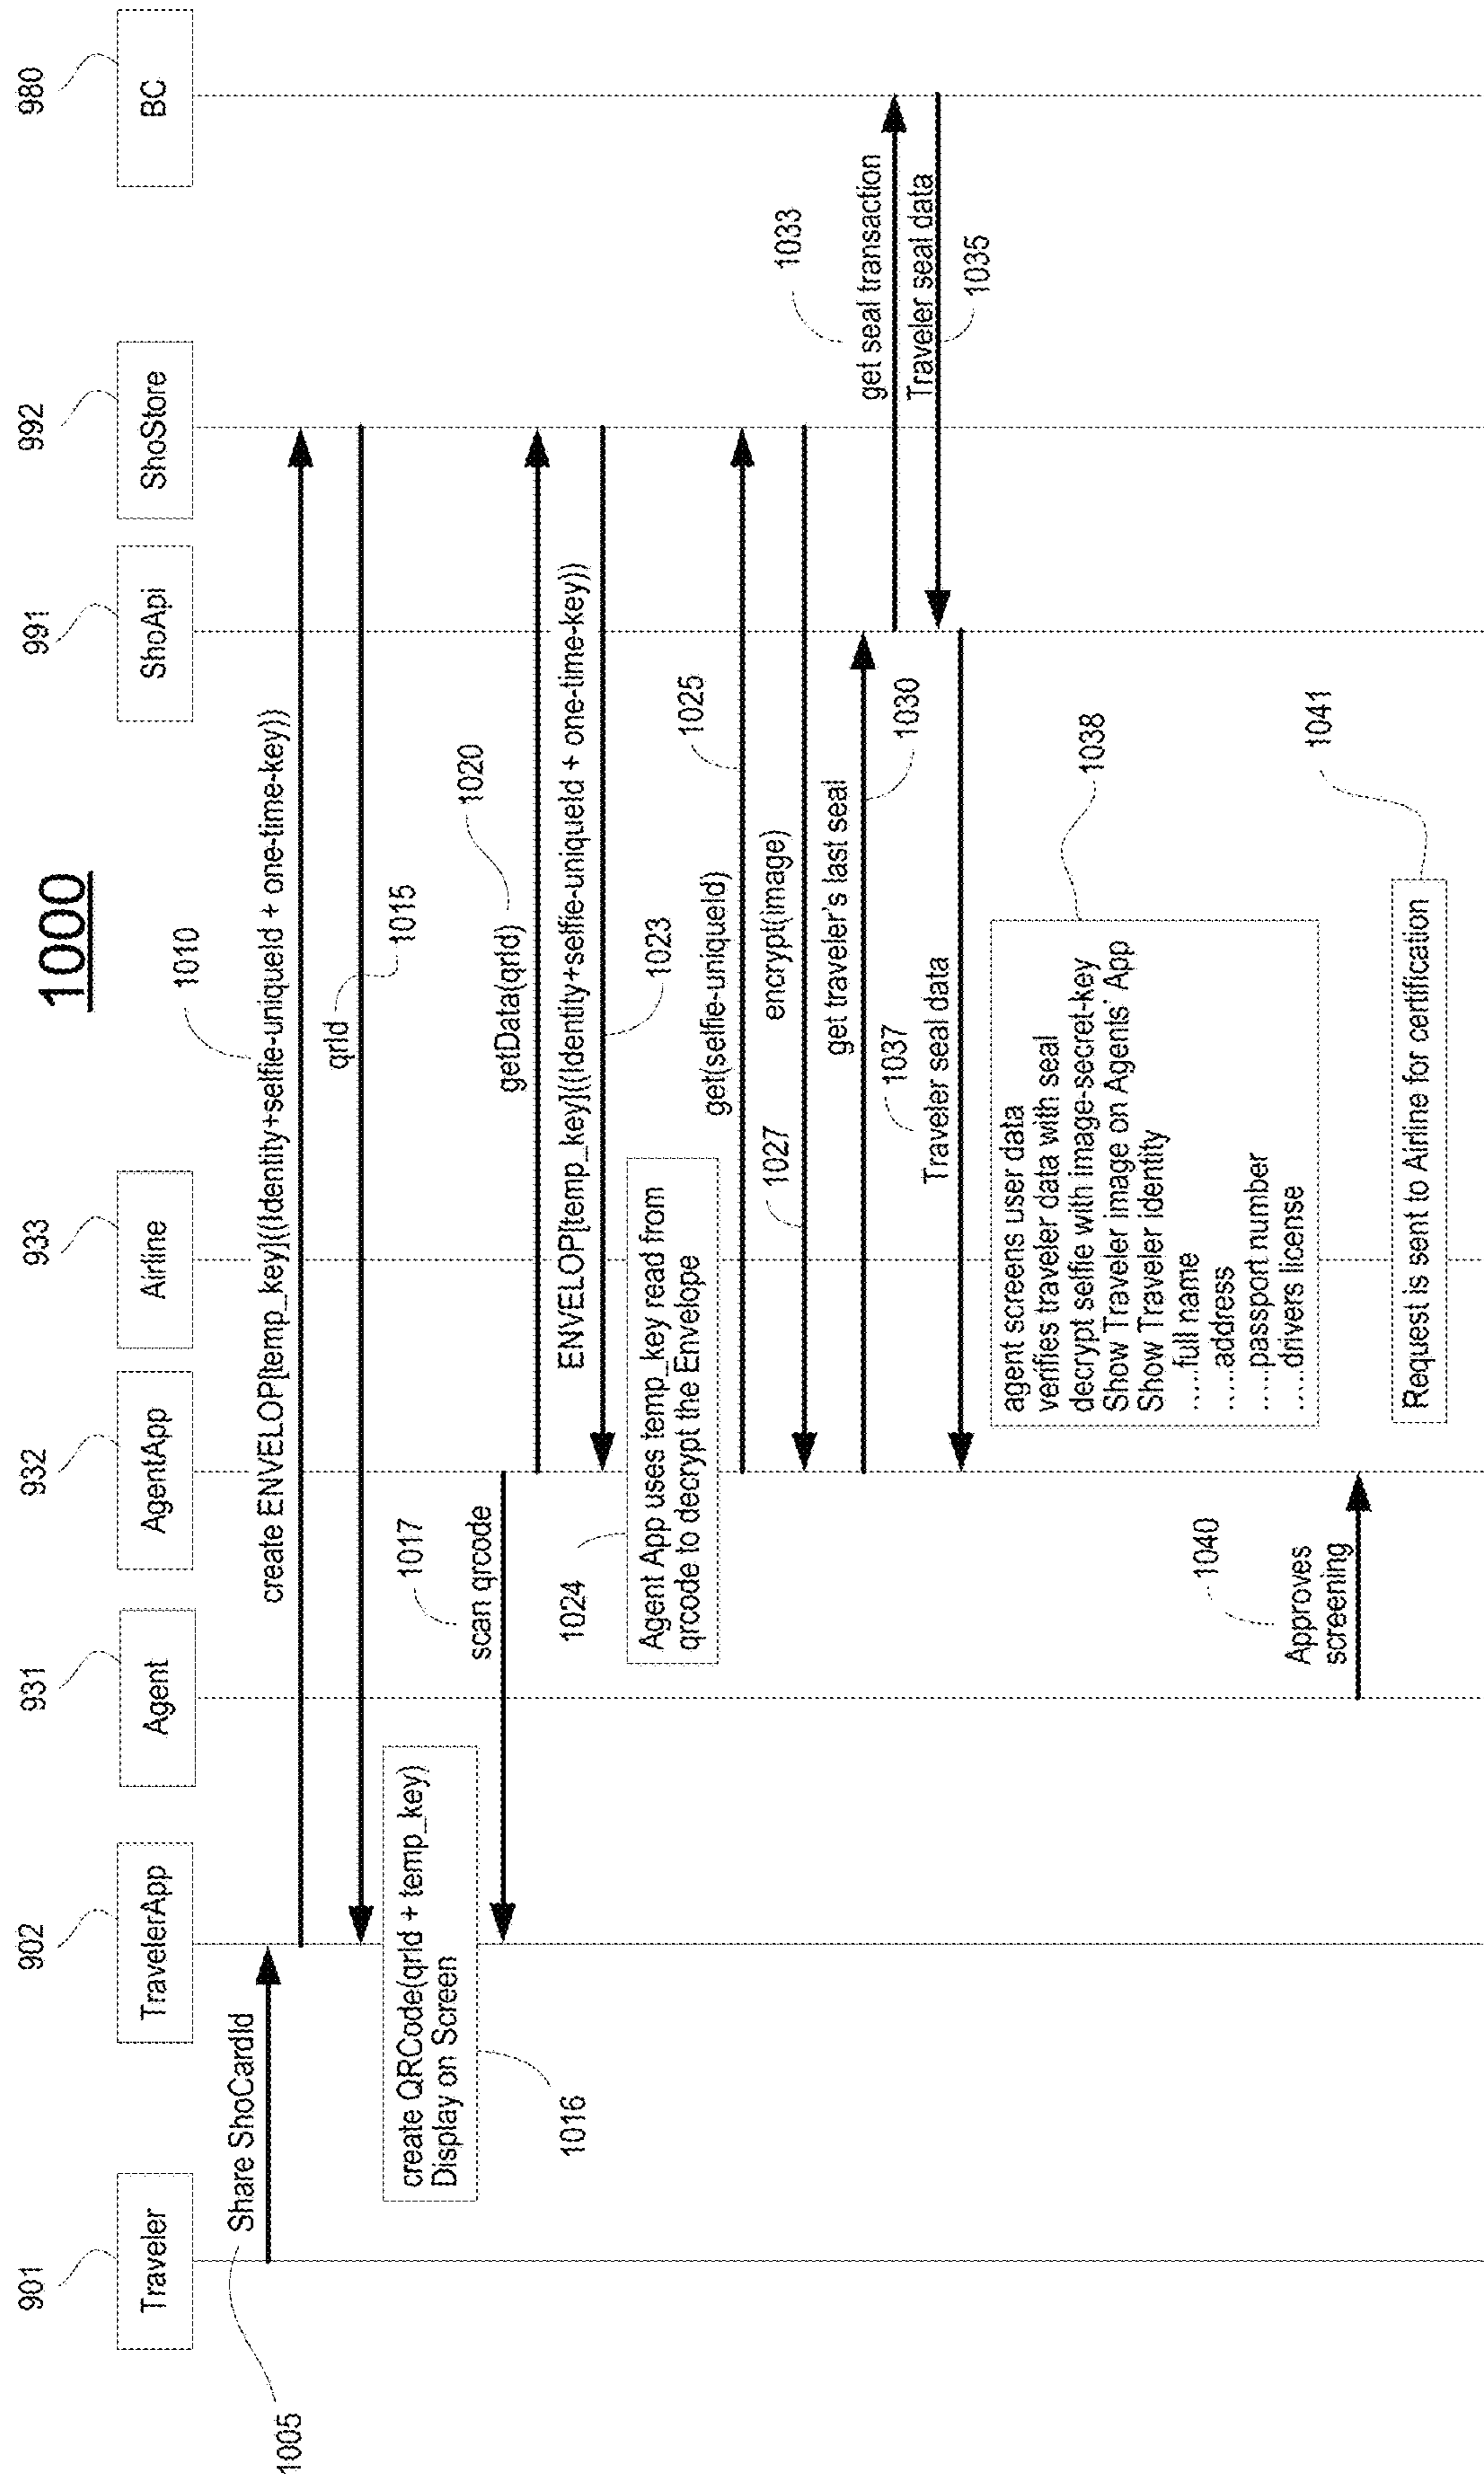 1000
901
902
931
932
933
991
992
980
Traveler
TravelerApp
Agent
AgentApp
Airline
ShoApi
ShoStore
BC
1005
Share ShoCardId
1010
create ENVELOP[temp_key]((Identity+selfie-uniqueId + one-time-key))
qrId
1015
create QRCode(qrId + temp_key)
Display on Screen
1016
1017
scan qrcode
1020
getData(qrId)
ENVELOP[temp_key]((Identity+selfie-uniqueId + one-time-key))
1023
1024
Agent App uses temp_key read from
qrcode to decrypt the Envelope
1025
get(selfie-uniqueId)
1027
encrypt(image)
get traveler's last seal
1030
1033
get seal transaction
Traveler seal data
1035
1037
Traveler seal data
1038
agent screens user data
verifies traveler data with seal
decrypt selfie with image-secret-key
Show Traveler image on Agents' App
Show Traveler identity
.....full name
.....address
.....passport number
.....drivers license
1040
Approves
screening
1041
Request is sent to Airline for certification